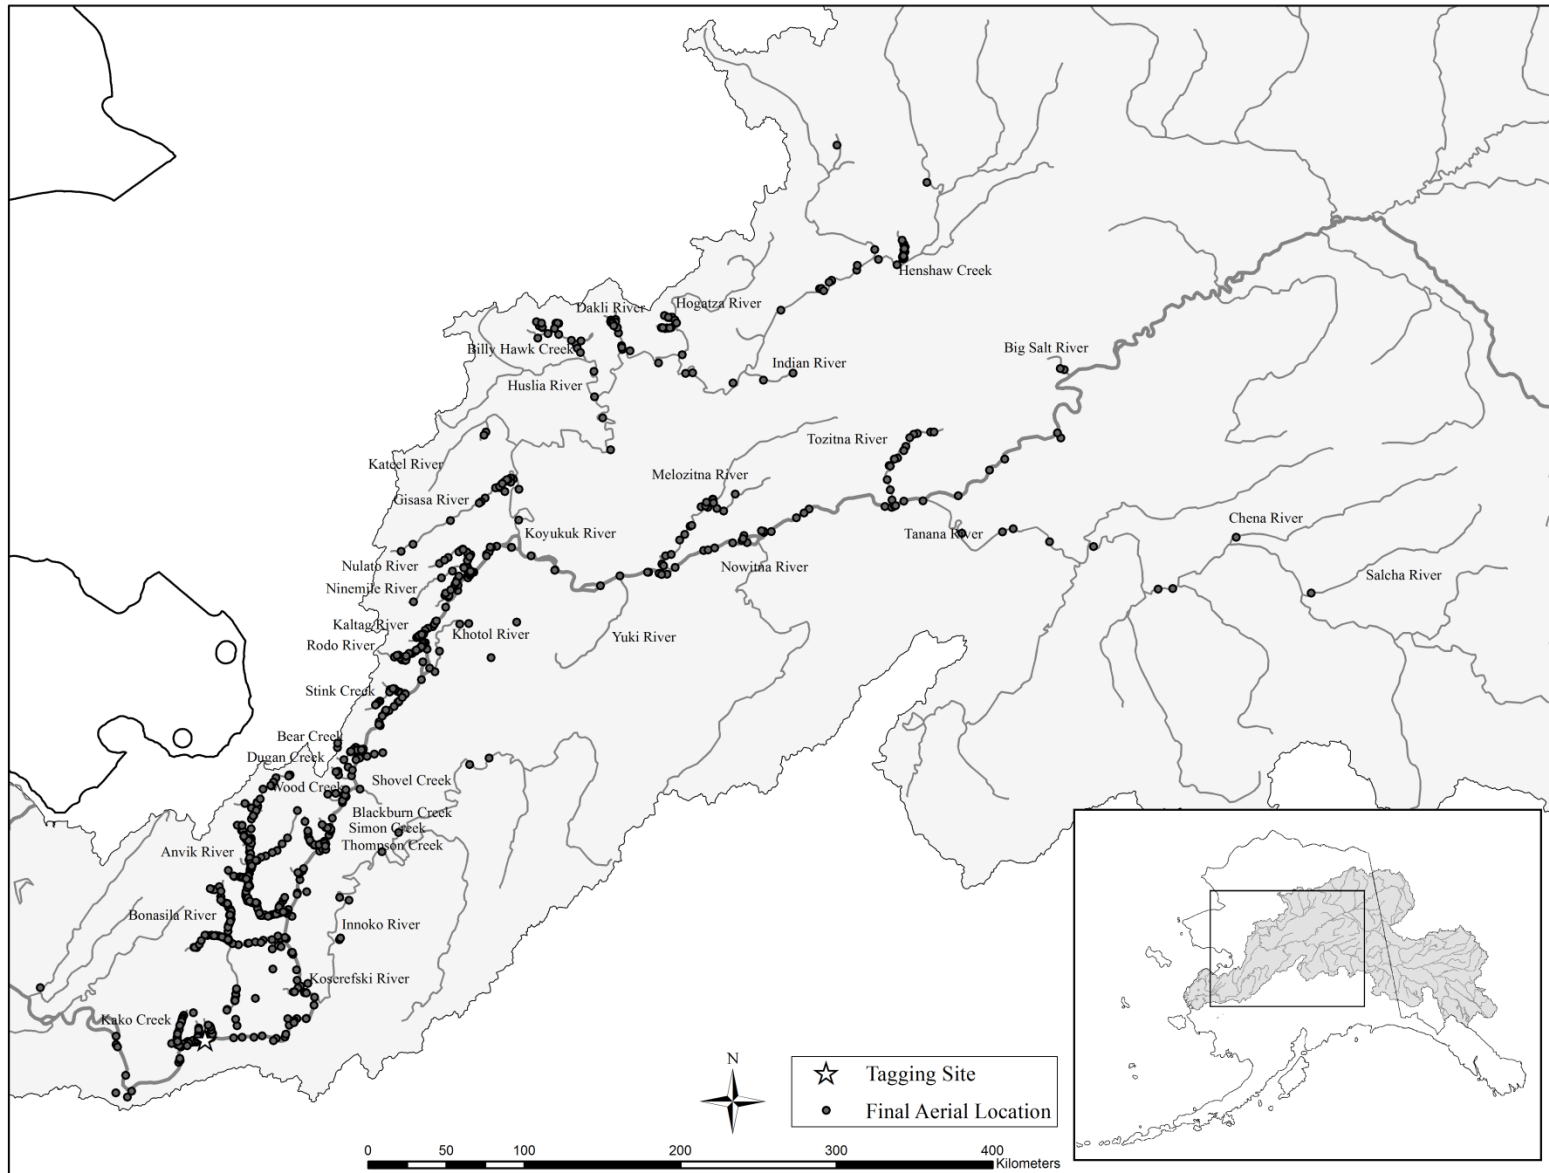 Henshaw Creek
Dakli River
Hogatza River
Big Salt River
Billy Hawk Creek
Indian River
Huslia River
Tozitna River
Kateel River
Melozitna River
Gisasa River
Chena River
Koyukuk River
Tanana River
Nulato River
Nowitna River
Salcha River
Ninemile River
Kaltag River
Khotol River
Yuki River
Rodo River
Stink Creek
Bear Creek
Dugan Creek
Shovel Creek
Wood Creek
Blackburn Creek
Simon Creek
Thompson Creek
Anvik River
Bonasila River
Innoko River
Koserefski River
Kako Creek
N
Tagging Site
Final Aerial Location
0 50 100 200 300 400
Kilometers